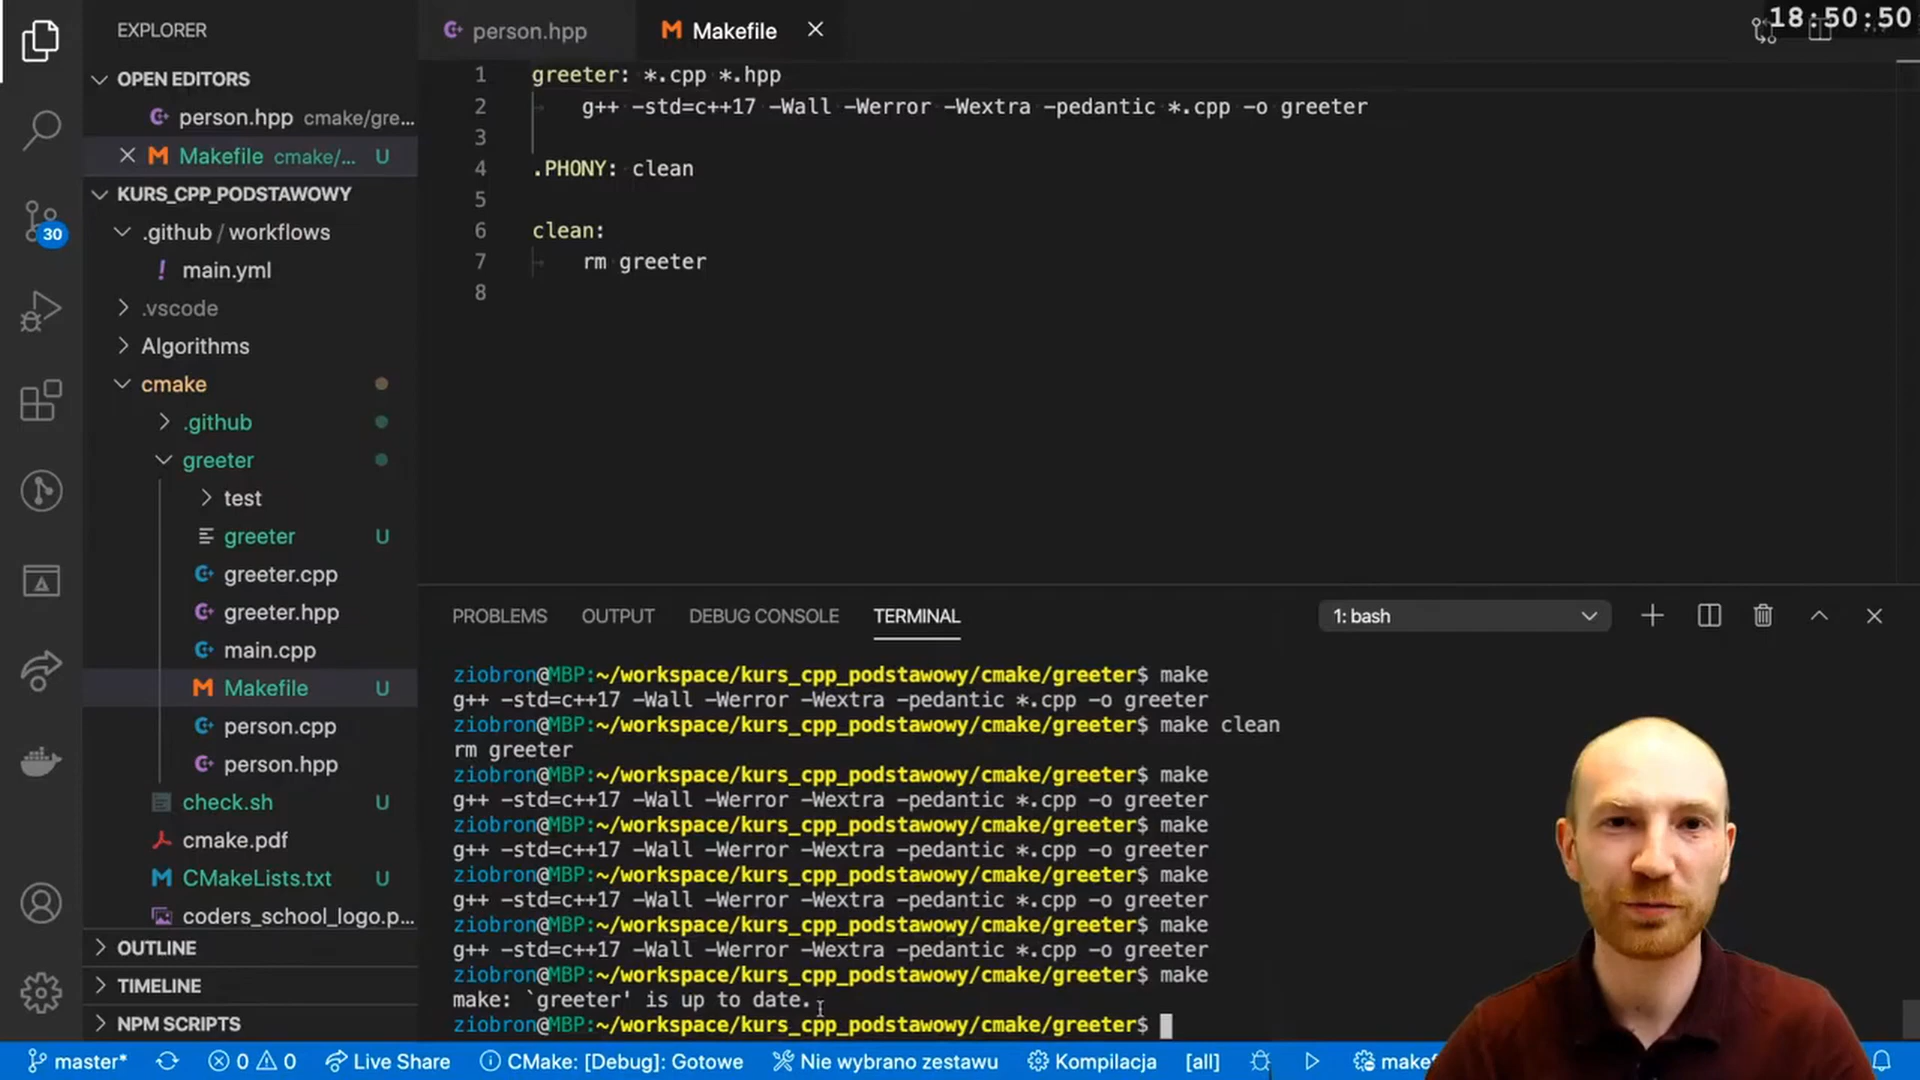 18:50:50
EXPLORER
OPEN EDITORS
person.hpp cmake/gre...
Makefile cmake/... U
KURS_CPP_PODSTAWOWY
.github / workflows
30
main.yml
.vscode
Algorithms
cmake
.github
greeter
test
greeter U
greeter.cpp
greeter.hpp
main.cpp
Makefile U
person.cpp
person.hpp
check.sh U
cmake.pdf
CMakeLists.txt U
coders_school_logo.p...
OUTLINE
TIMELINE
NPM SCRIPTS
person.hpp Makefile
1 greeter: *.cpp *.hpp
2 g++ -std=c++17 -Wall -Werror -Wextra -pedantic *.cpp -o greeter
3
4 .PHONY: clean
5
6 clean:
7 rm greeter
8
PROBLEMS OUTPUT DEBUG CONSOLE TERMINAL 1: bash
ziobron@MBP:~/workspace/kurs_cpp_podstawowy/cmake/greeter$ make
g++ -std=c++17 -Wall -Werror -Wextra -pedantic *.cpp -o greeter
ziobron@MBP:~/workspace/kurs_cpp_podstawowy/cmake/greeter$ make clean
rm greeter
ziobron@MBP:~/workspace/kurs_cpp_podstawowy/cmake/greeter$ make
g++ -std=c++17 -Wall -Werror -Wextra -pedantic *.cpp -o greeter
ziobron@MBP:~/workspace/kurs_cpp_podstawowy/cmake/greeter$ make
g++ -std=c++17 -Wall -Werror -Wextra -pedantic *.cpp -o greeter
ziobron@MBP:~/workspace/kurs_cpp_podstawowy/cmake/greeter$ make
g++ -std=c++17 -Wall -Werror -Wextra -pedantic *.cpp -o greeter
ziobron@MBP:~/workspace/kurs_cpp_podstawowy/cmake/greeter$ make
g++ -std=c++17 -Wall -Werror -Wextra -pedantic *.cpp -o greeter
ziobron@MBP:~/workspace/kurs_cpp_podstawowy/cmake/greeter$ make
make: `greeter' is up to date.
ziobron@MBP:~/workspace/kurs_cpp_podstawowy/cmake/greeter$
master* 0 0 Live Share CMake: [Debug]: Gotowe Nie wybrano zestawu Kompilacja [all]